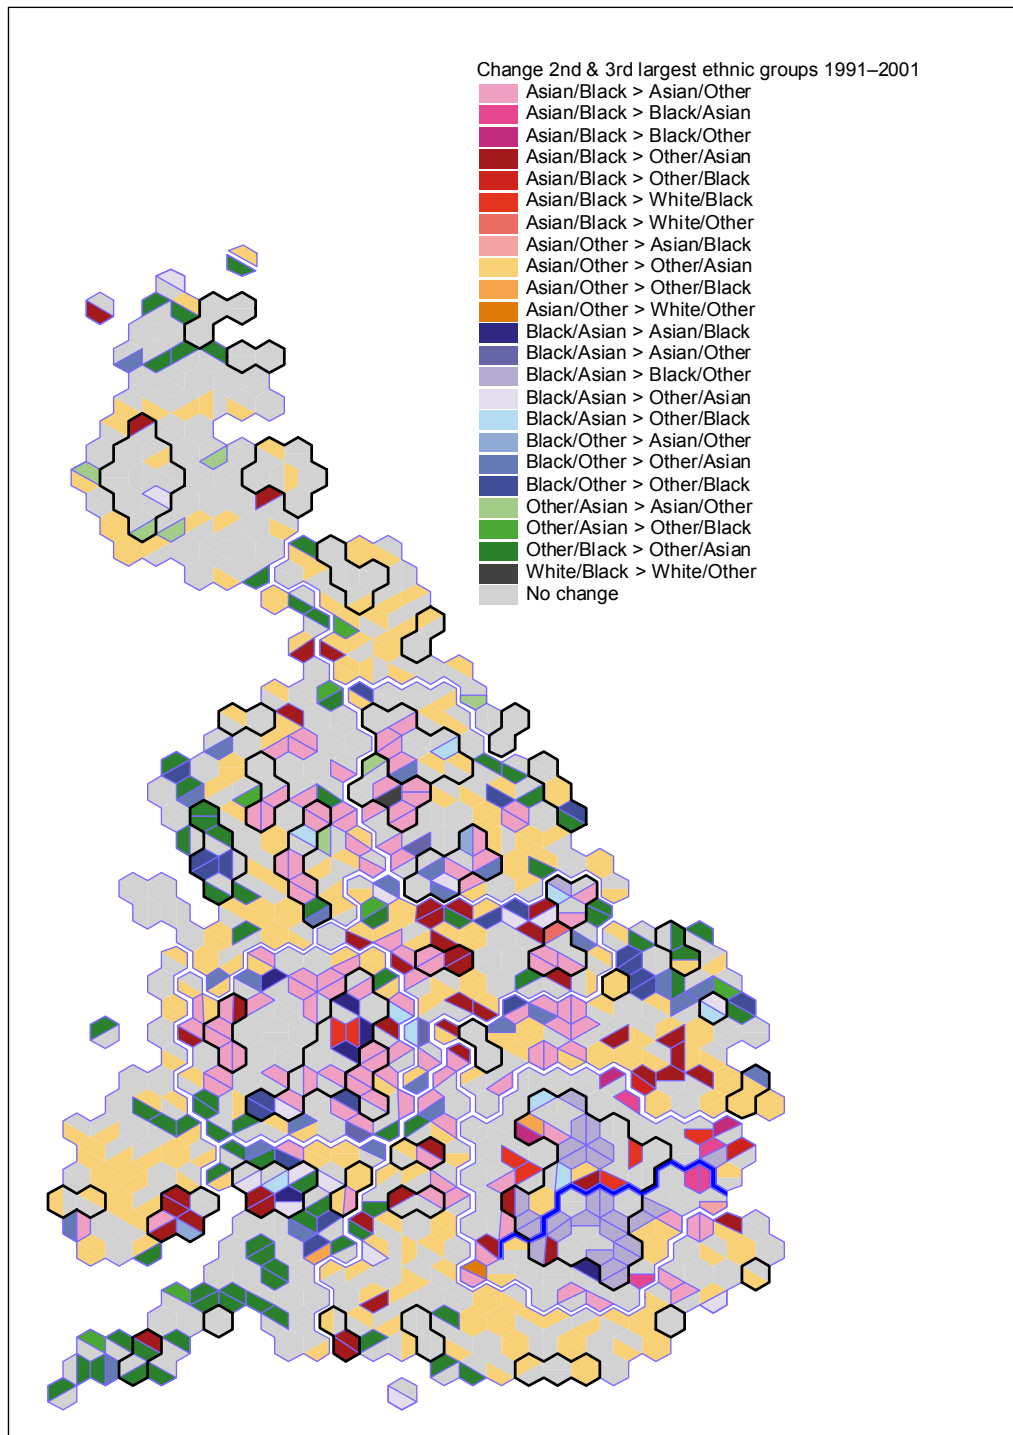 Change 2nd & 3rd largest ethnic groups 1991–2001
Asian/Black > Asian/Other
Asian/Black > Black/Asian
Asian/Black > Black/Other
Asian/Black > Other/Asian
Asian/Black > Other/Black
Asian/Black > White/Black
Asian/Black > White/Other
Asian/Other > Asian/Black
Asian/Other > Other/Asian
Asian/Other > Other/Black
Asian/Other > White/Other
Black/Asian > Asian/Black
Black/Asian > Asian/Other
Black/Asian > Black/Other
Black/Asian > Other/Asian
Black/Asian > Other/Black
Black/Other > Asian/Other
Black/Other > Other/Asian
Black/Other > Other/Black
Other/Asian > Asian/Other
Other/Asian > Other/Black
Other/Black > Other/Asian
White/Black > White/Other
No change